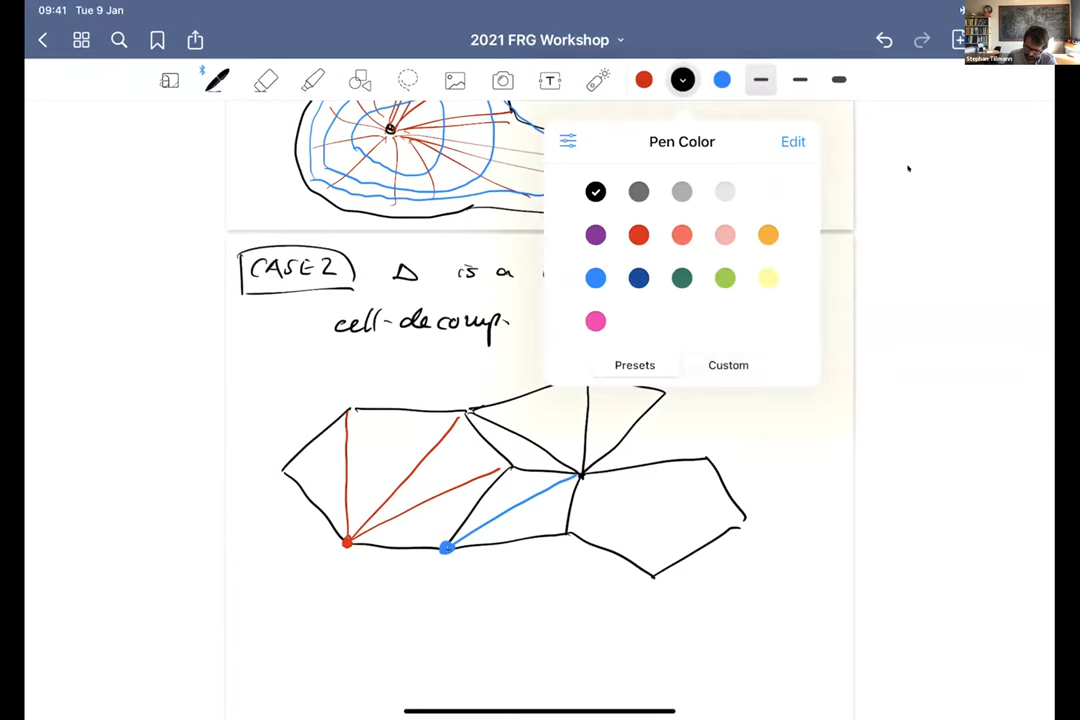 09:41 Tue 9 Jan
2021 FRG Workshop
Stephan Tillmann
Pen Color
Edit
CASE 2 Δ is a
cell-decomp.
Presets
Custom